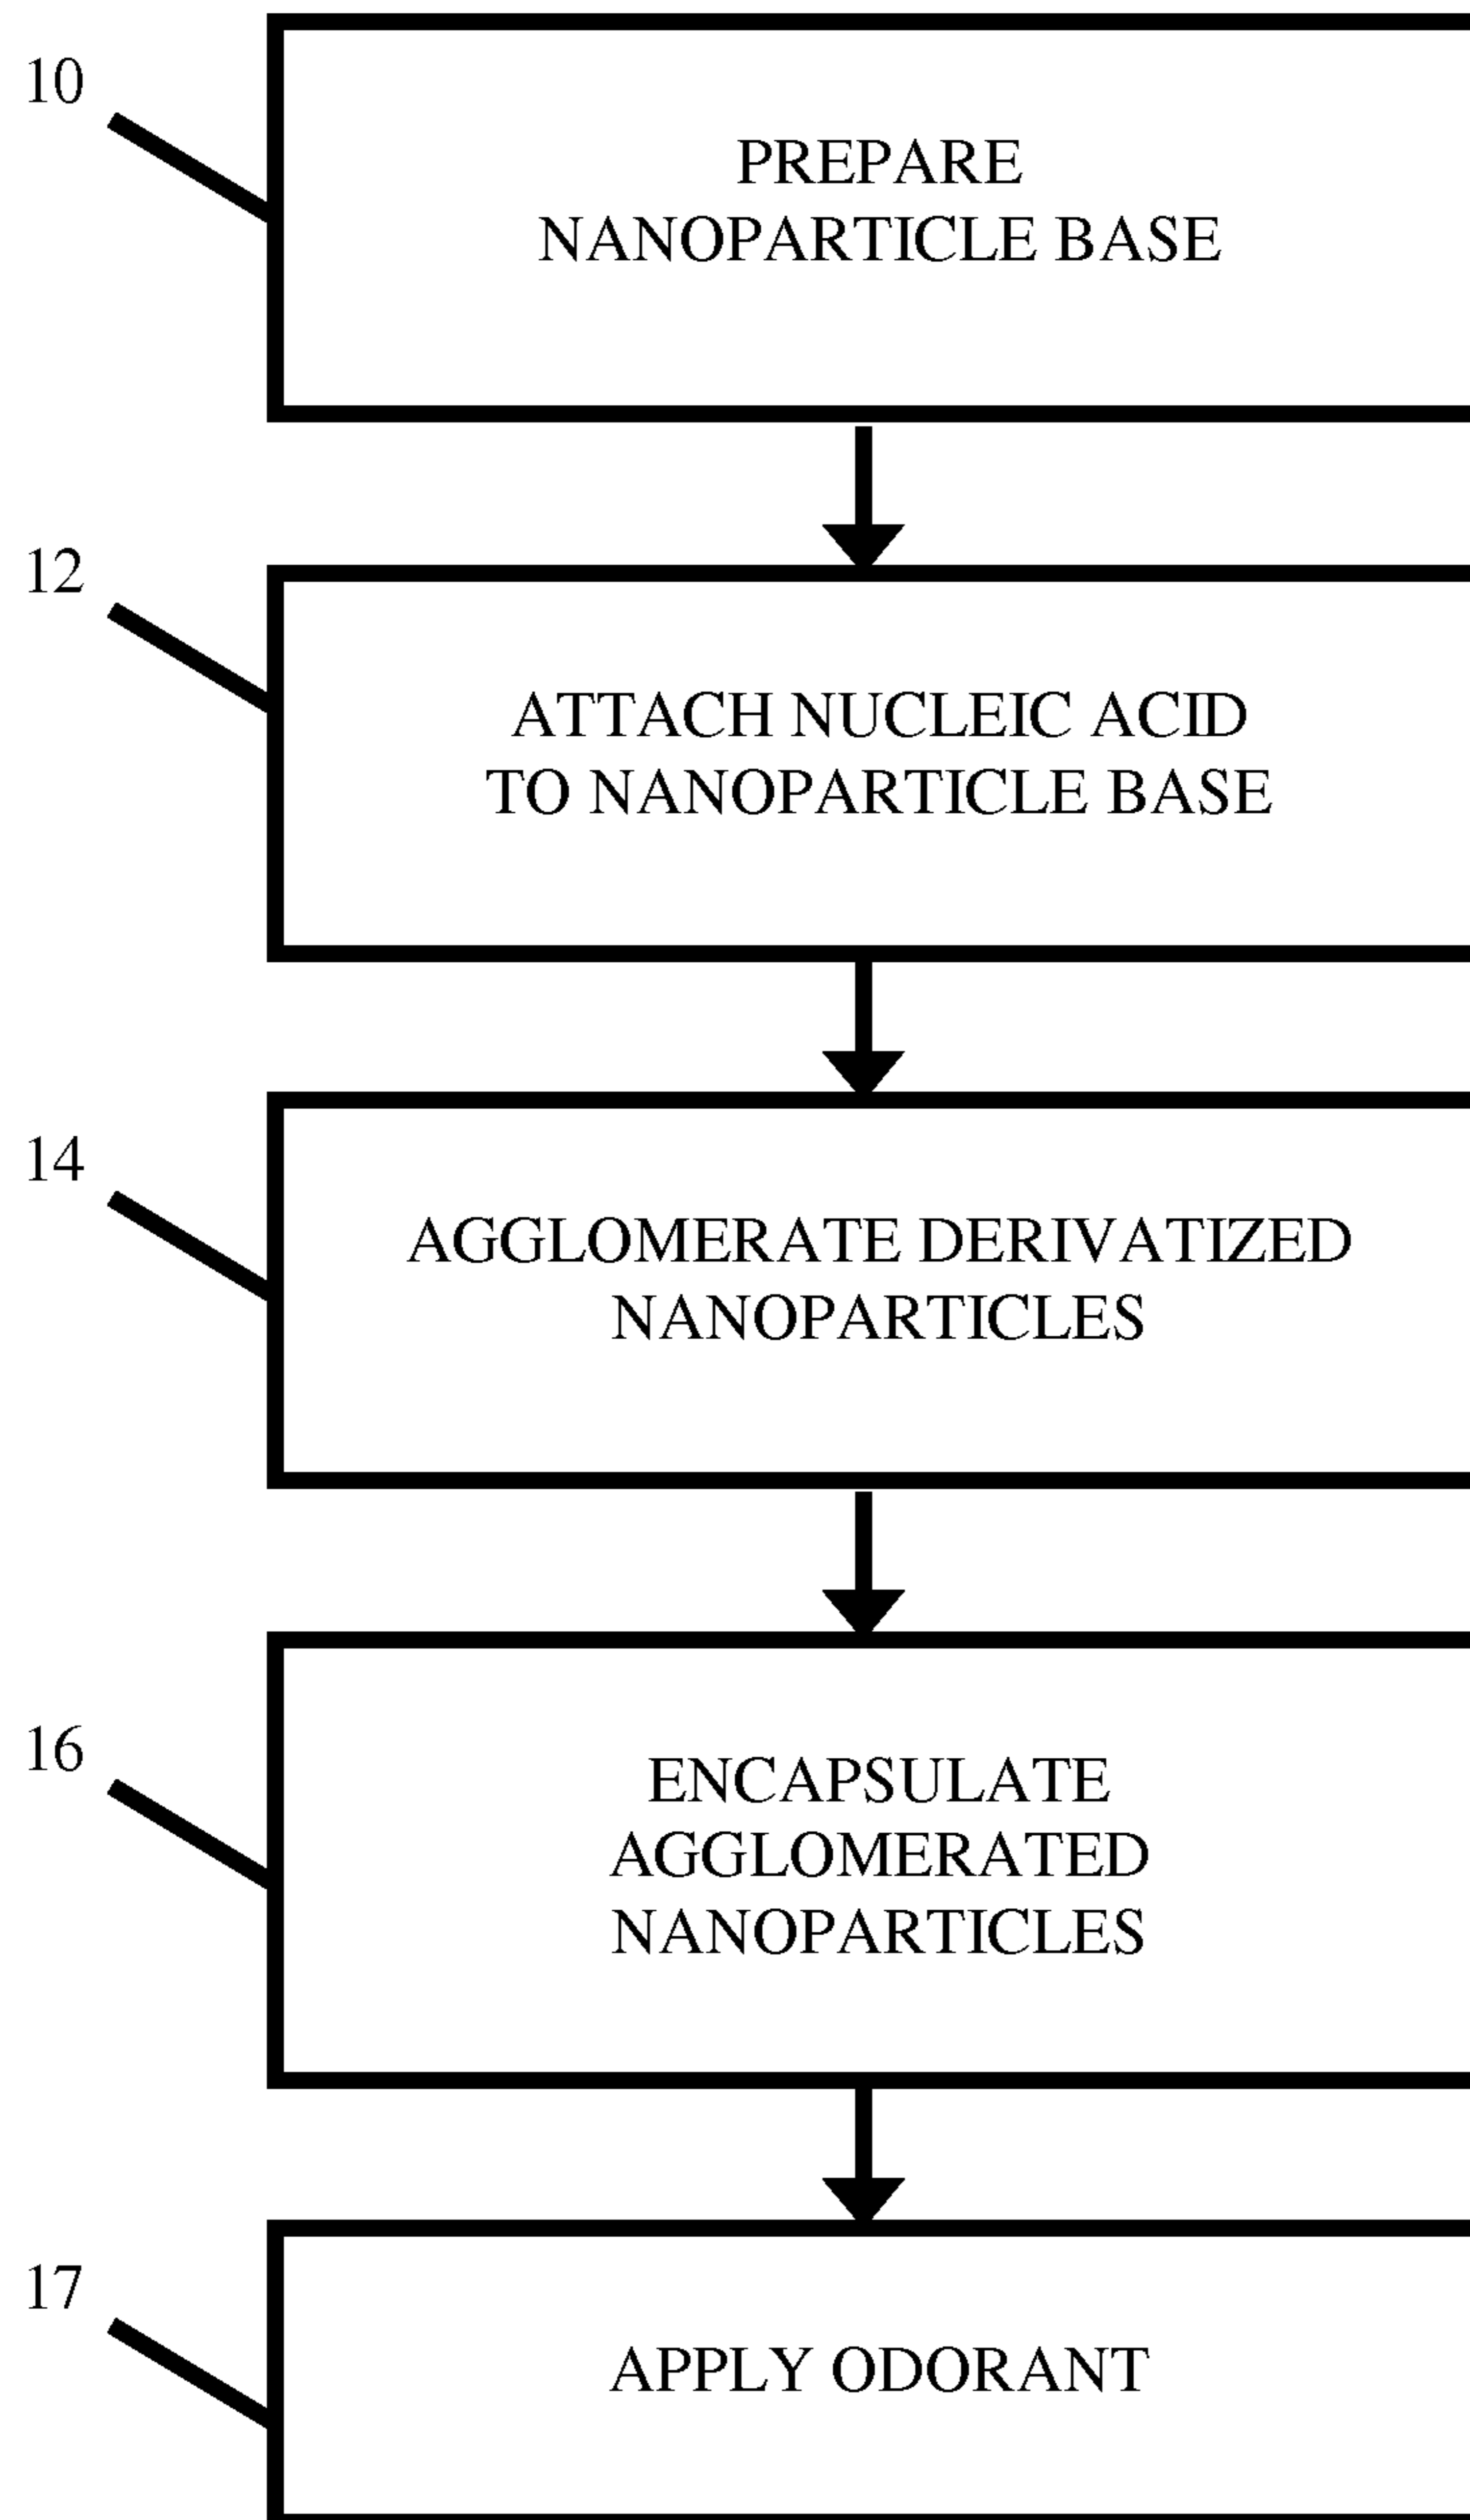 10
PREPARE
NANOPARTICLE BASE
12
ATTACH NUCLEIC ACID
TO NANOPARTICLE BASE
14
AGGLOMERATE DERIVATIZED
NANOPARTICLES
16
ENCAPSULATE
AGGLOMERATED
NANOPARTICLES
17
APPLY ODORANT